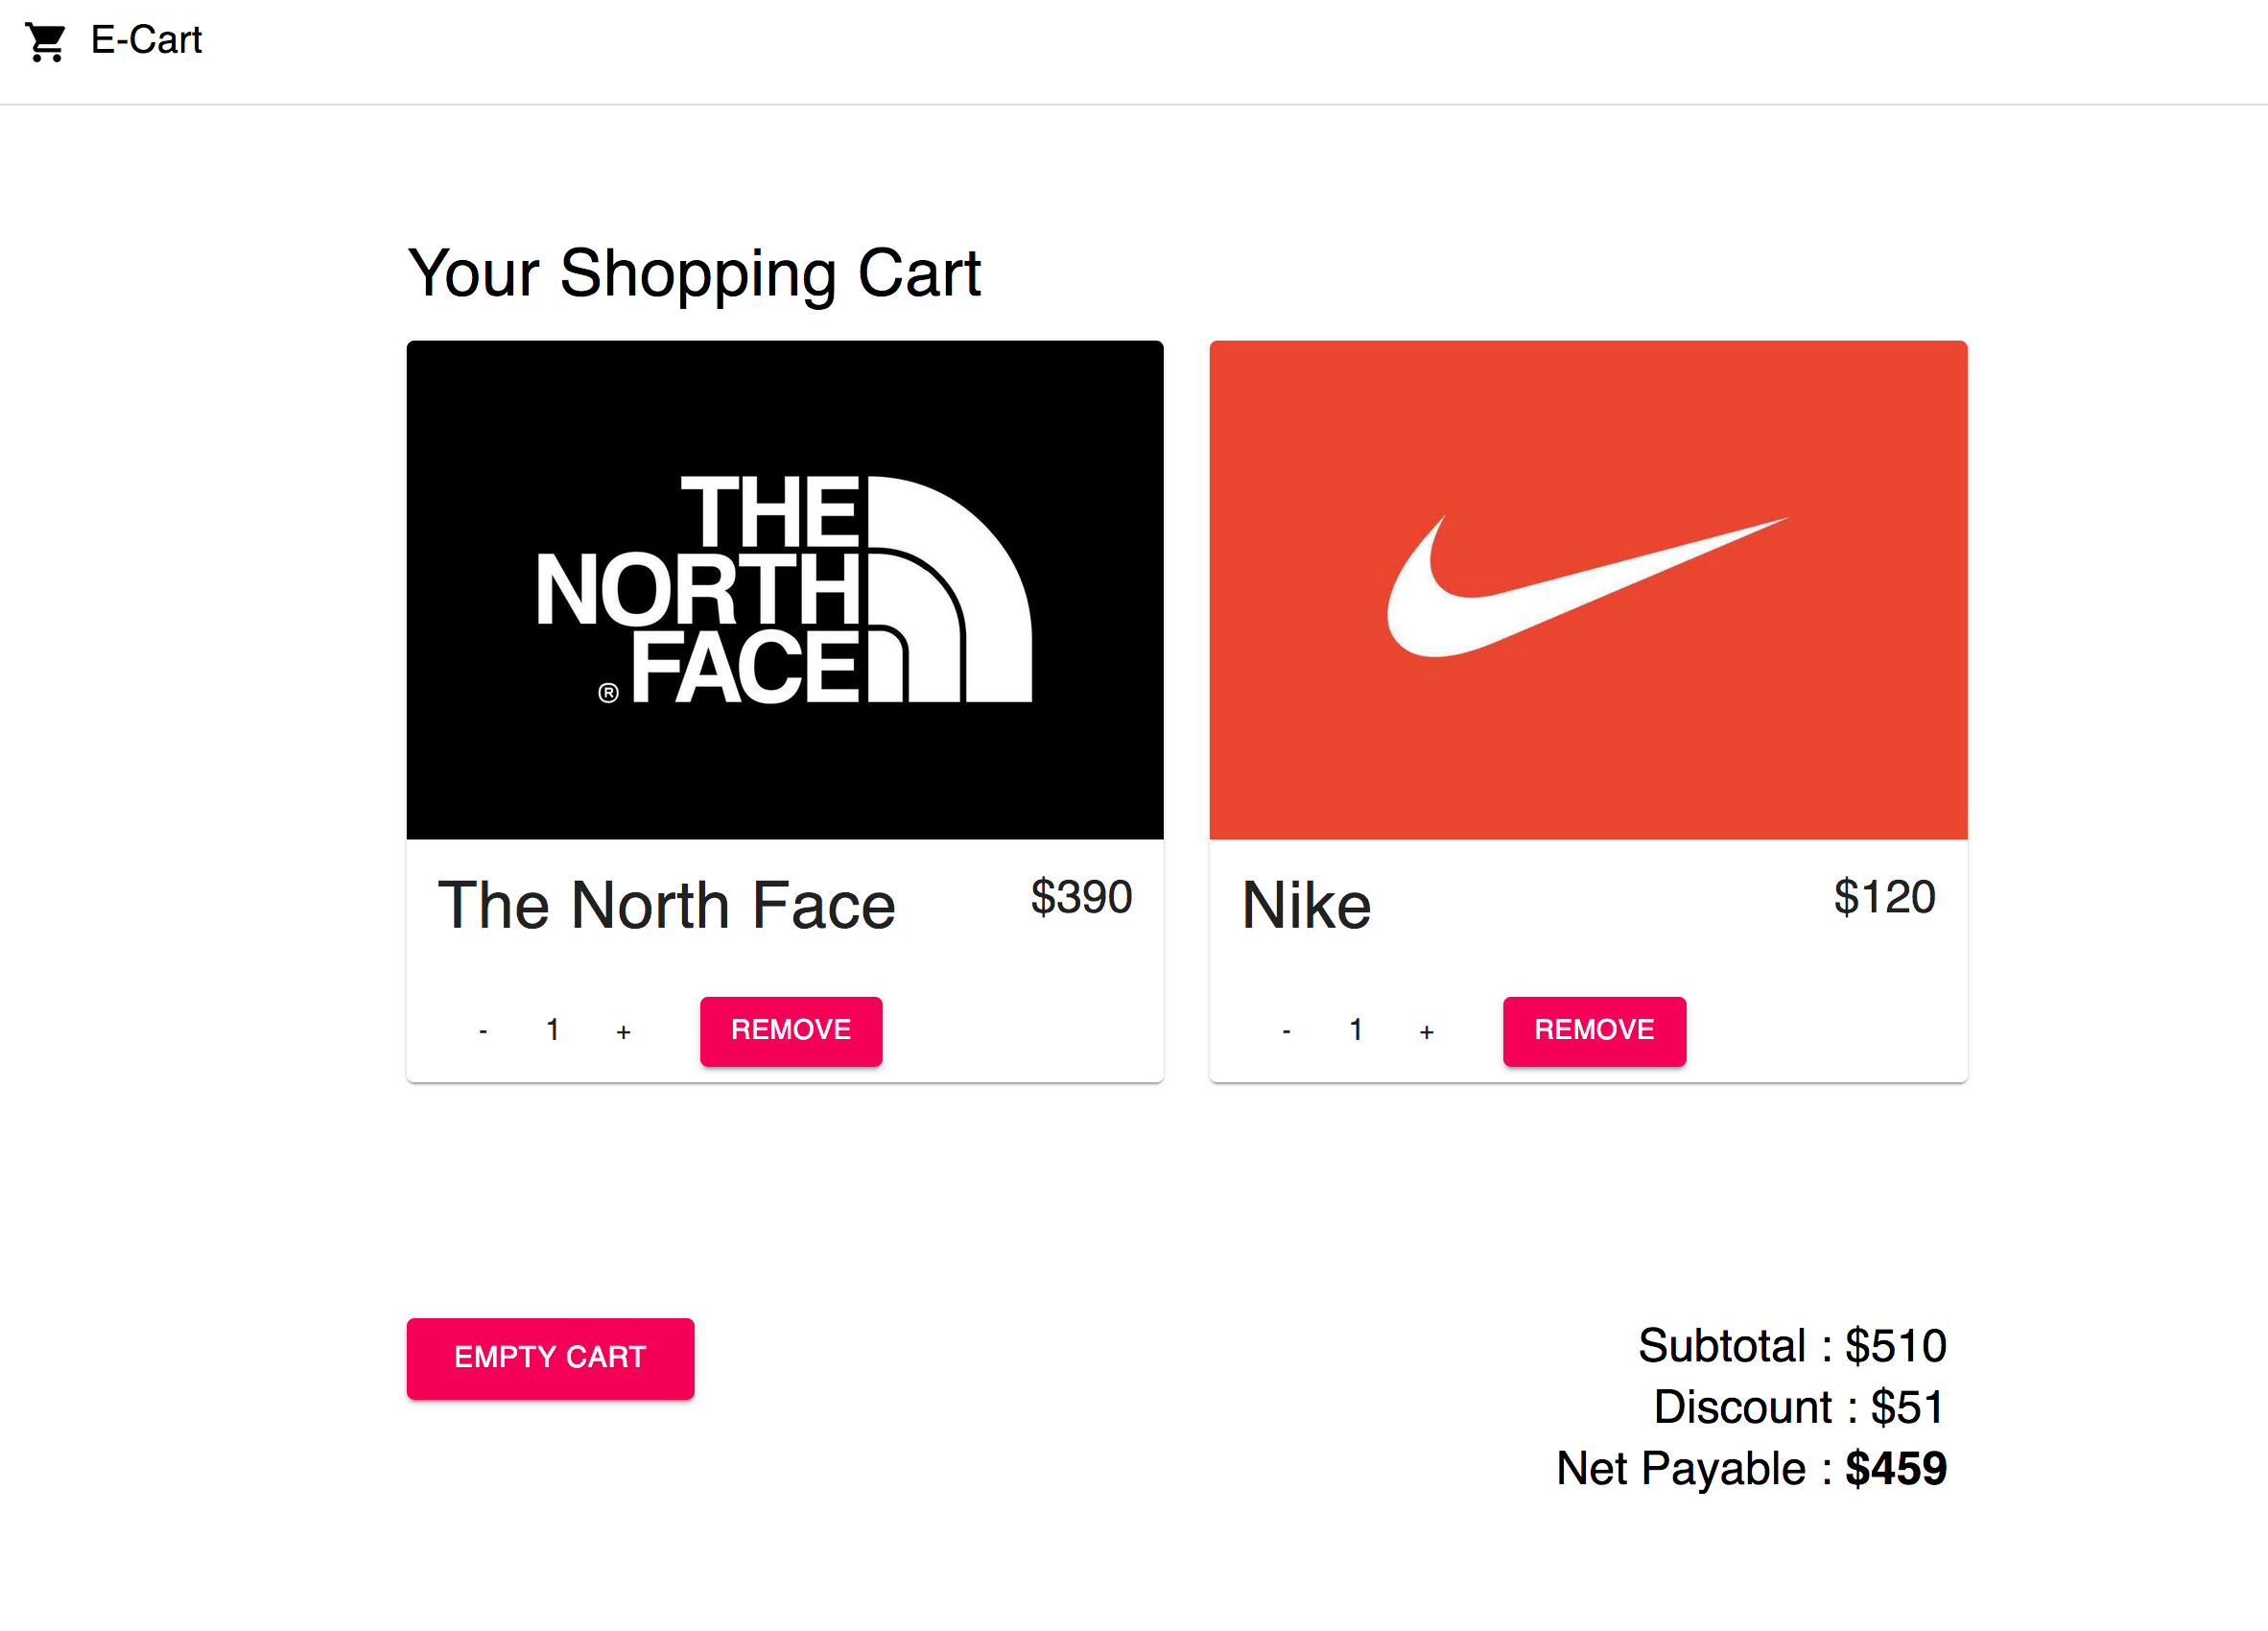 E-Cart
Your Shopping Cart
THE
NORTH
® FACE
The North Face $390
- 1 + REMOVE
Nike $120
- 1 + REMOVE
EMPTY CART
Subtotal : $510
Discount : $51
Net Payable : $459